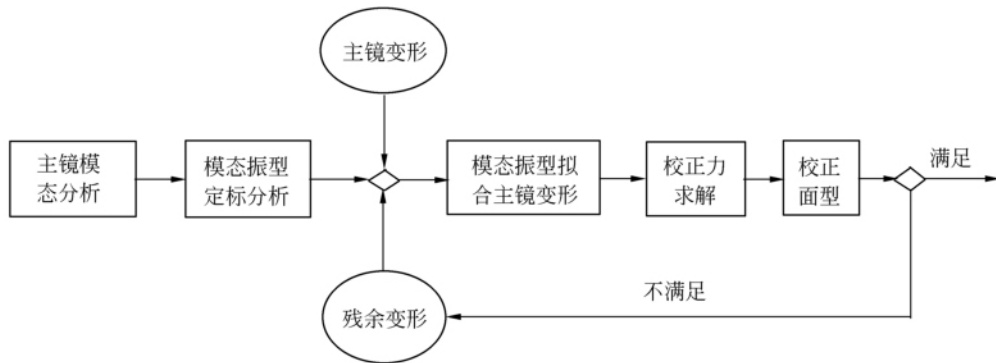 主镜变形
主镜模
态分析
模态振型
定标分析
模态振型拟
合主镜变形
校正力
求解
校正
面型
满足
不满足
残余变形